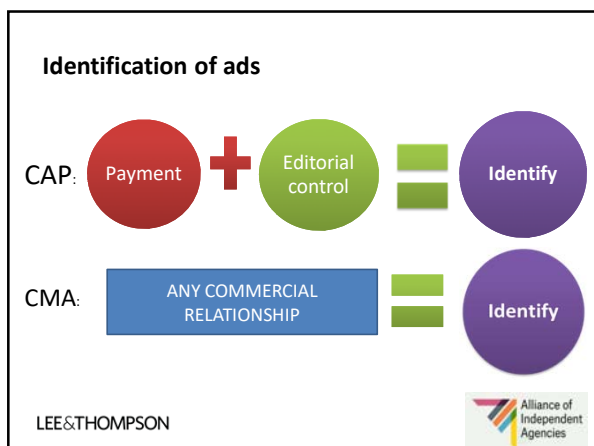 Identification of ads
CAP:
Payment
+
Editorial
control
=
Identify
CMA:
ANY COMMERCIAL
RELATIONSHIP
=
Identify
LEE&THOMPSON
Alliance of
Independent
Agencies